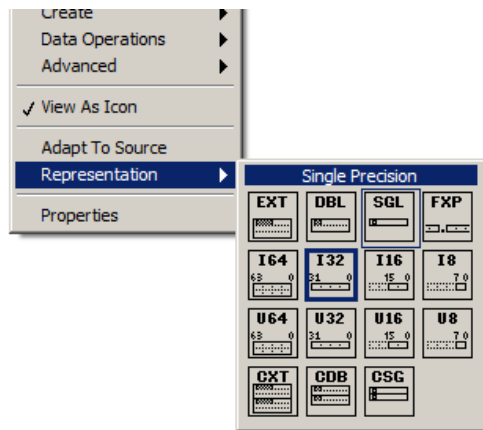 Create
Data Operations
Advanced
View As Icon
Adapt To Source
Representation
Properties
Single Precision
EXT DBL SGL FXP
I64 I32 I16 I8
63 0 31 0 15 0 7 0
U64 U32 U16 U8
63 0 31 0 15 0 7 0
CXT CDB CSG